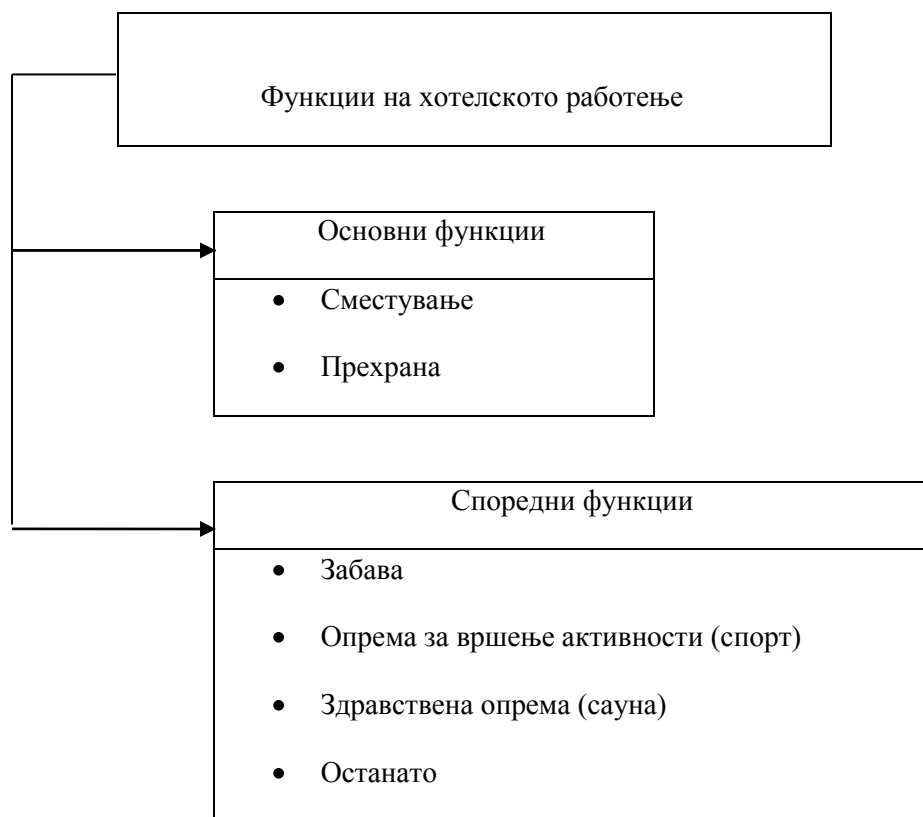 Функции на хотелското работење
Основни функции
• Сместување
• Прехрана
Споредни функции
• Забава
• Опрема за вршење активности (спорт)
• Здравствена опрема (сауна)
• Останато